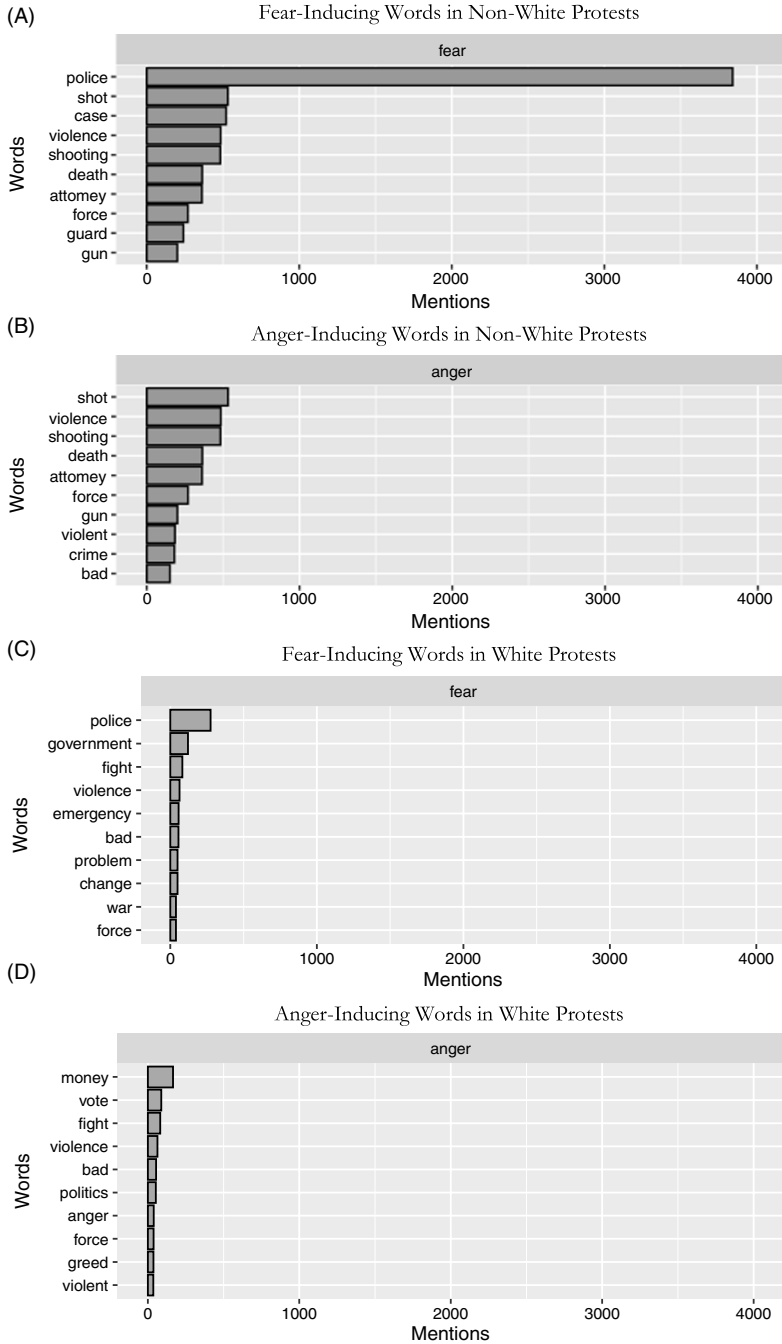 (A)
Fear-Inducing Words in Non-White Protests
fear
police
shot
case
violence
shooting
death
attomey
force
guard
gun
Words
0 1000 2000 3000 4000
Mentions
(B)
Anger-Inducing Words in Non-White Protests
anger
shot
violence
shooting
death
attomey
force
gun
violent
crime
bad
Words
0 1000 2000 3000 4000
Mentions
(C)
Fear-Inducing Words in White Protests
fear
police
government
fight
violence
emergency
bad
problem
change
war
force
Words
0 1000 2000 3000 4000
Mentions
(D)
Anger-Inducing Words in White Protests
anger
money
vote
fight
violence
bad
politics
anger
force
greed
violent
Words
0 1000 2000 3000 4000
Mentions